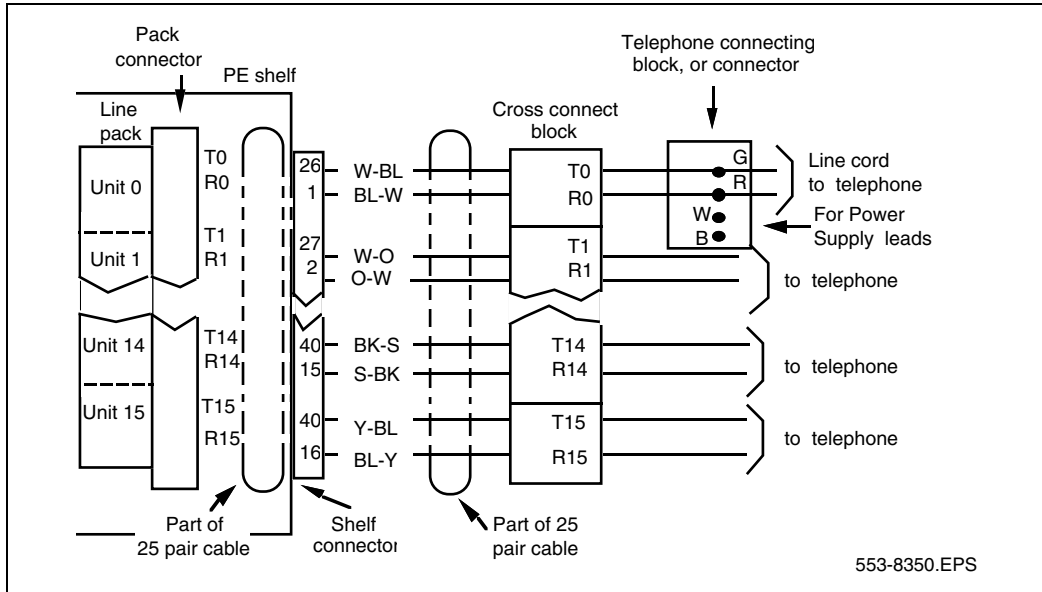 Pack
connector
PE shelf
Telephone connecting
block, or connector
Line
pack
Cross connect
block
T0
R0
Unit 0
26
1
W-BL
BL-W
T0
R0
G
R
W
B
Line cord
to telephone
For Power
Supply leads
T1
R1
Unit 1
27
2
W-O
O-W
T1
R1
to telephone
Unit 14
T14
R14
40
15
BK-S
S-BK
T14
R14
to telephone
Unit 15
T15
R15
40
16
Y-BL
BL-Y
T15
R15
to telephone
Part of
25 pair cable
Shelf
connector
Part of 25
pair cable
553-8350.EPS